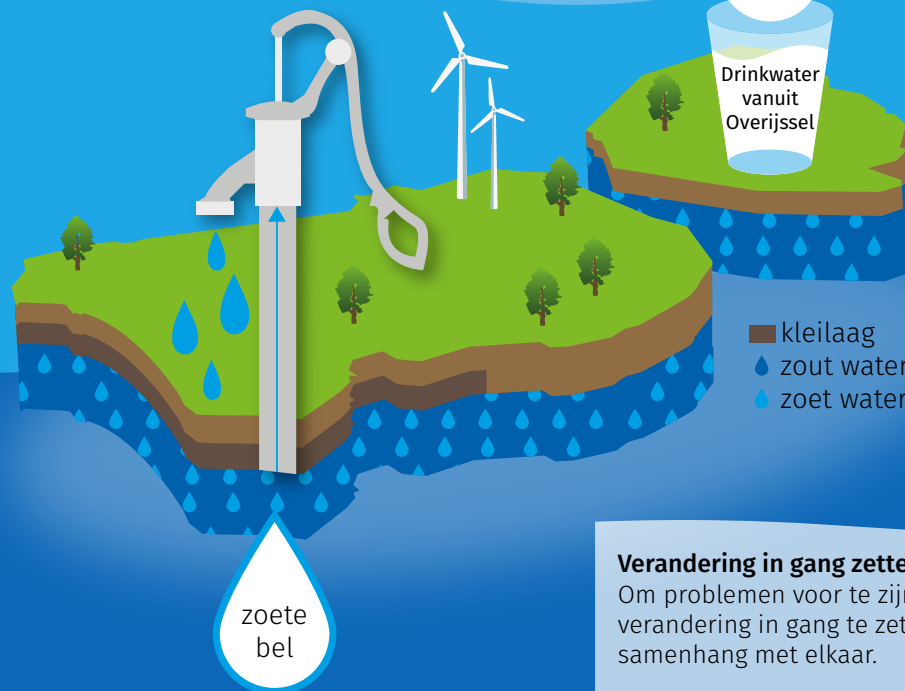 Drinkwater
vanuit
Overijssel
kleilaag
zout water
zoet water
zoete
bel
Verandering in gang zette
Om problemen voor te zijn
verandering in gang te zet
samenhang met elkaar.